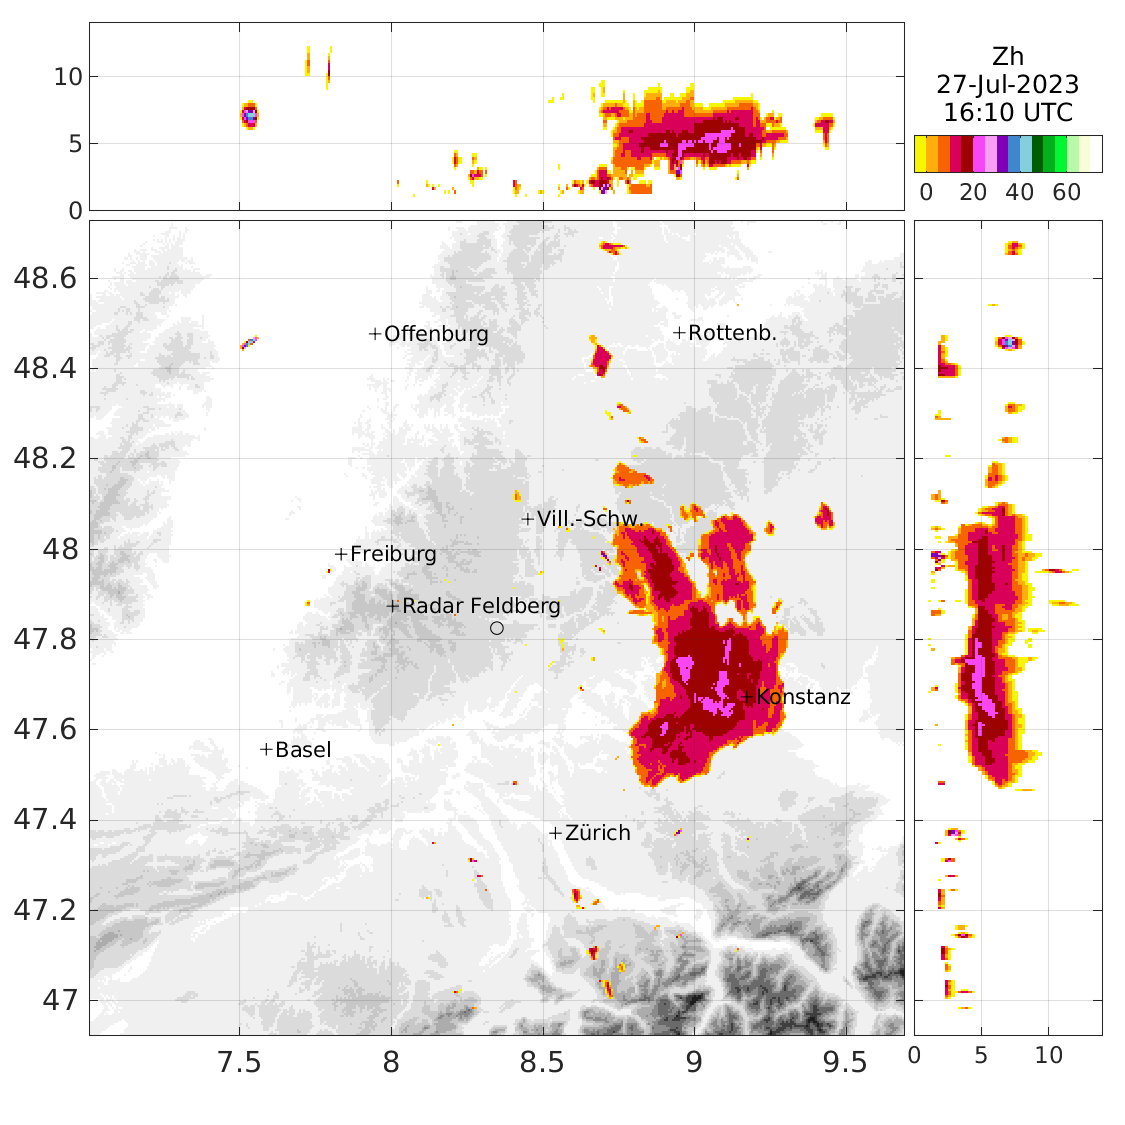 Zh
27-Jul-2023
16:10 UTC
0 20 40 60
10
5
0
48.6
48.4
48.2
48
47.8
47.6
47.4
47.2
47
+Offenburg
+Rottenb.
+Vill.-Schw.
+Freiburg
+Radar Feldberg
+Konstanz
+Basel
+Zürich
7.5 8 8.5 9 9.5
0 5 10